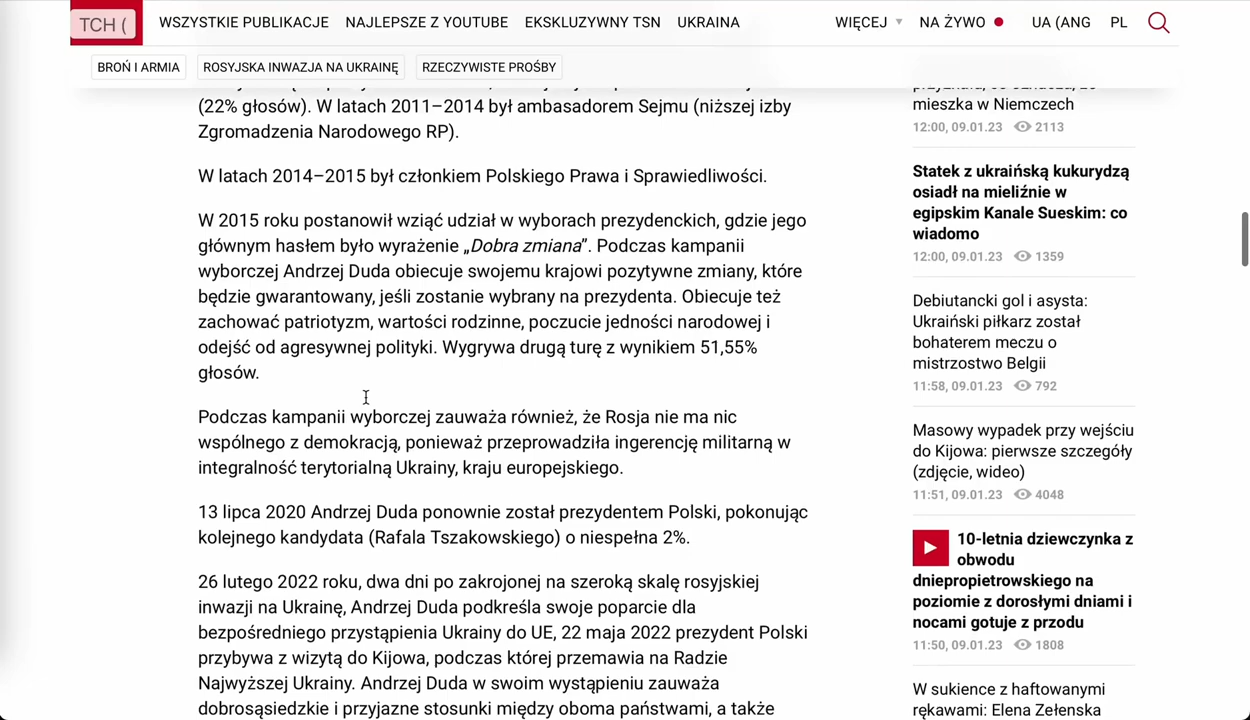 TCH (
WSZYSTKIE PUBLIKACJE NAJLEPSZE Z YOUTUBE EKSKLUZYWNY TSN UKRAINA WIĘCEJ NA ŻYWO UA (ANG PL
BROŃ I ARMIA ROSYJSKA INWAZJA NA UKRAINĘ RZECZYWISTE PROŚBY
(22% głosów). W latach 2011–2014 był ambasadorem Sejmu (niższej izby
Zgromadzenia Narodowego RP).
W latach 2014–2015 był członkiem Polskiego Prawa i Sprawiedliwości.
W 2015 roku postanowił wziąć udział w wyborach prezydenckich, gdzie jego
głównym hasłem było wyrażenie „Dobra zmiana”. Podczas kampanii
wyborczej Andrzej Duda obiecuje swojemu krajowi pozytywne zmiany, które
będzie gwarantowany, jeśli zostanie wybrany na prezydenta. Obiecuje też
zachować patriotyzm, wartości rodzinne, poczucie jedności narodowej i
odejść od agresywnej polityki. Wygrywa drugą turę z wynikiem 51,55%
głosów.
Podczas kampanii wyborczej zauważa również, że Rosja nie ma nic
wspólnego z demokracją, ponieważ przeprowadziła ingerencję militarną w
integralność terytorialną Ukrainy, kraju europejskiego.
13 lipca 2020 Andrzej Duda ponownie został prezydentem Polski, pokonując
kolejnego kandydata (Rafala Tszakowskiego) o niespełna 2%.
26 lutego 2022 roku, dwa dni po zakrojonej na szeroką skalę rosyjskiej
inwazji na Ukrainę, Andrzej Duda podkreśla swoje poparcie dla
bezpośredniego przystąpienia Ukrainy do UE, 22 maja 2022 prezydent Polski
przybywa z wizytą do Kijowa, podczas której przemawia na Radzie
Najwyższej Ukrainy. Andrzej Duda w swoim wystąpieniu zauważa
dobrosąsiedzkie i przyjazne stosunki między oboma państwami, a także
mieszka w Niemczech
12:00, 09.01.23 2113
Statek z ukraińską kukurydzą
osiadł na mieliźnie w
egipskim Kanale Sueskim: co
wiadomo
12:00, 09.01.23 1359
Debiutancki gol i asysta:
Ukraiński piłkarz został
bohaterem meczu o
mistrzostwo Belgii
11:58, 09.01.23 792
Masowy wypadek przy wejściu
do Kijowa: pierwsze szczegóły
(zdjęcie, wideo)
11:51, 09.01.23 4048
10-letnia dziewczynka z
obwodu
dniepropietrowskiego na
poziomie z dorosłymi dniami i
nocami gotuje z przodu
11:50, 09.01.23 1808
W sukience z haftowanymi
rękawami: Elena Zełenska